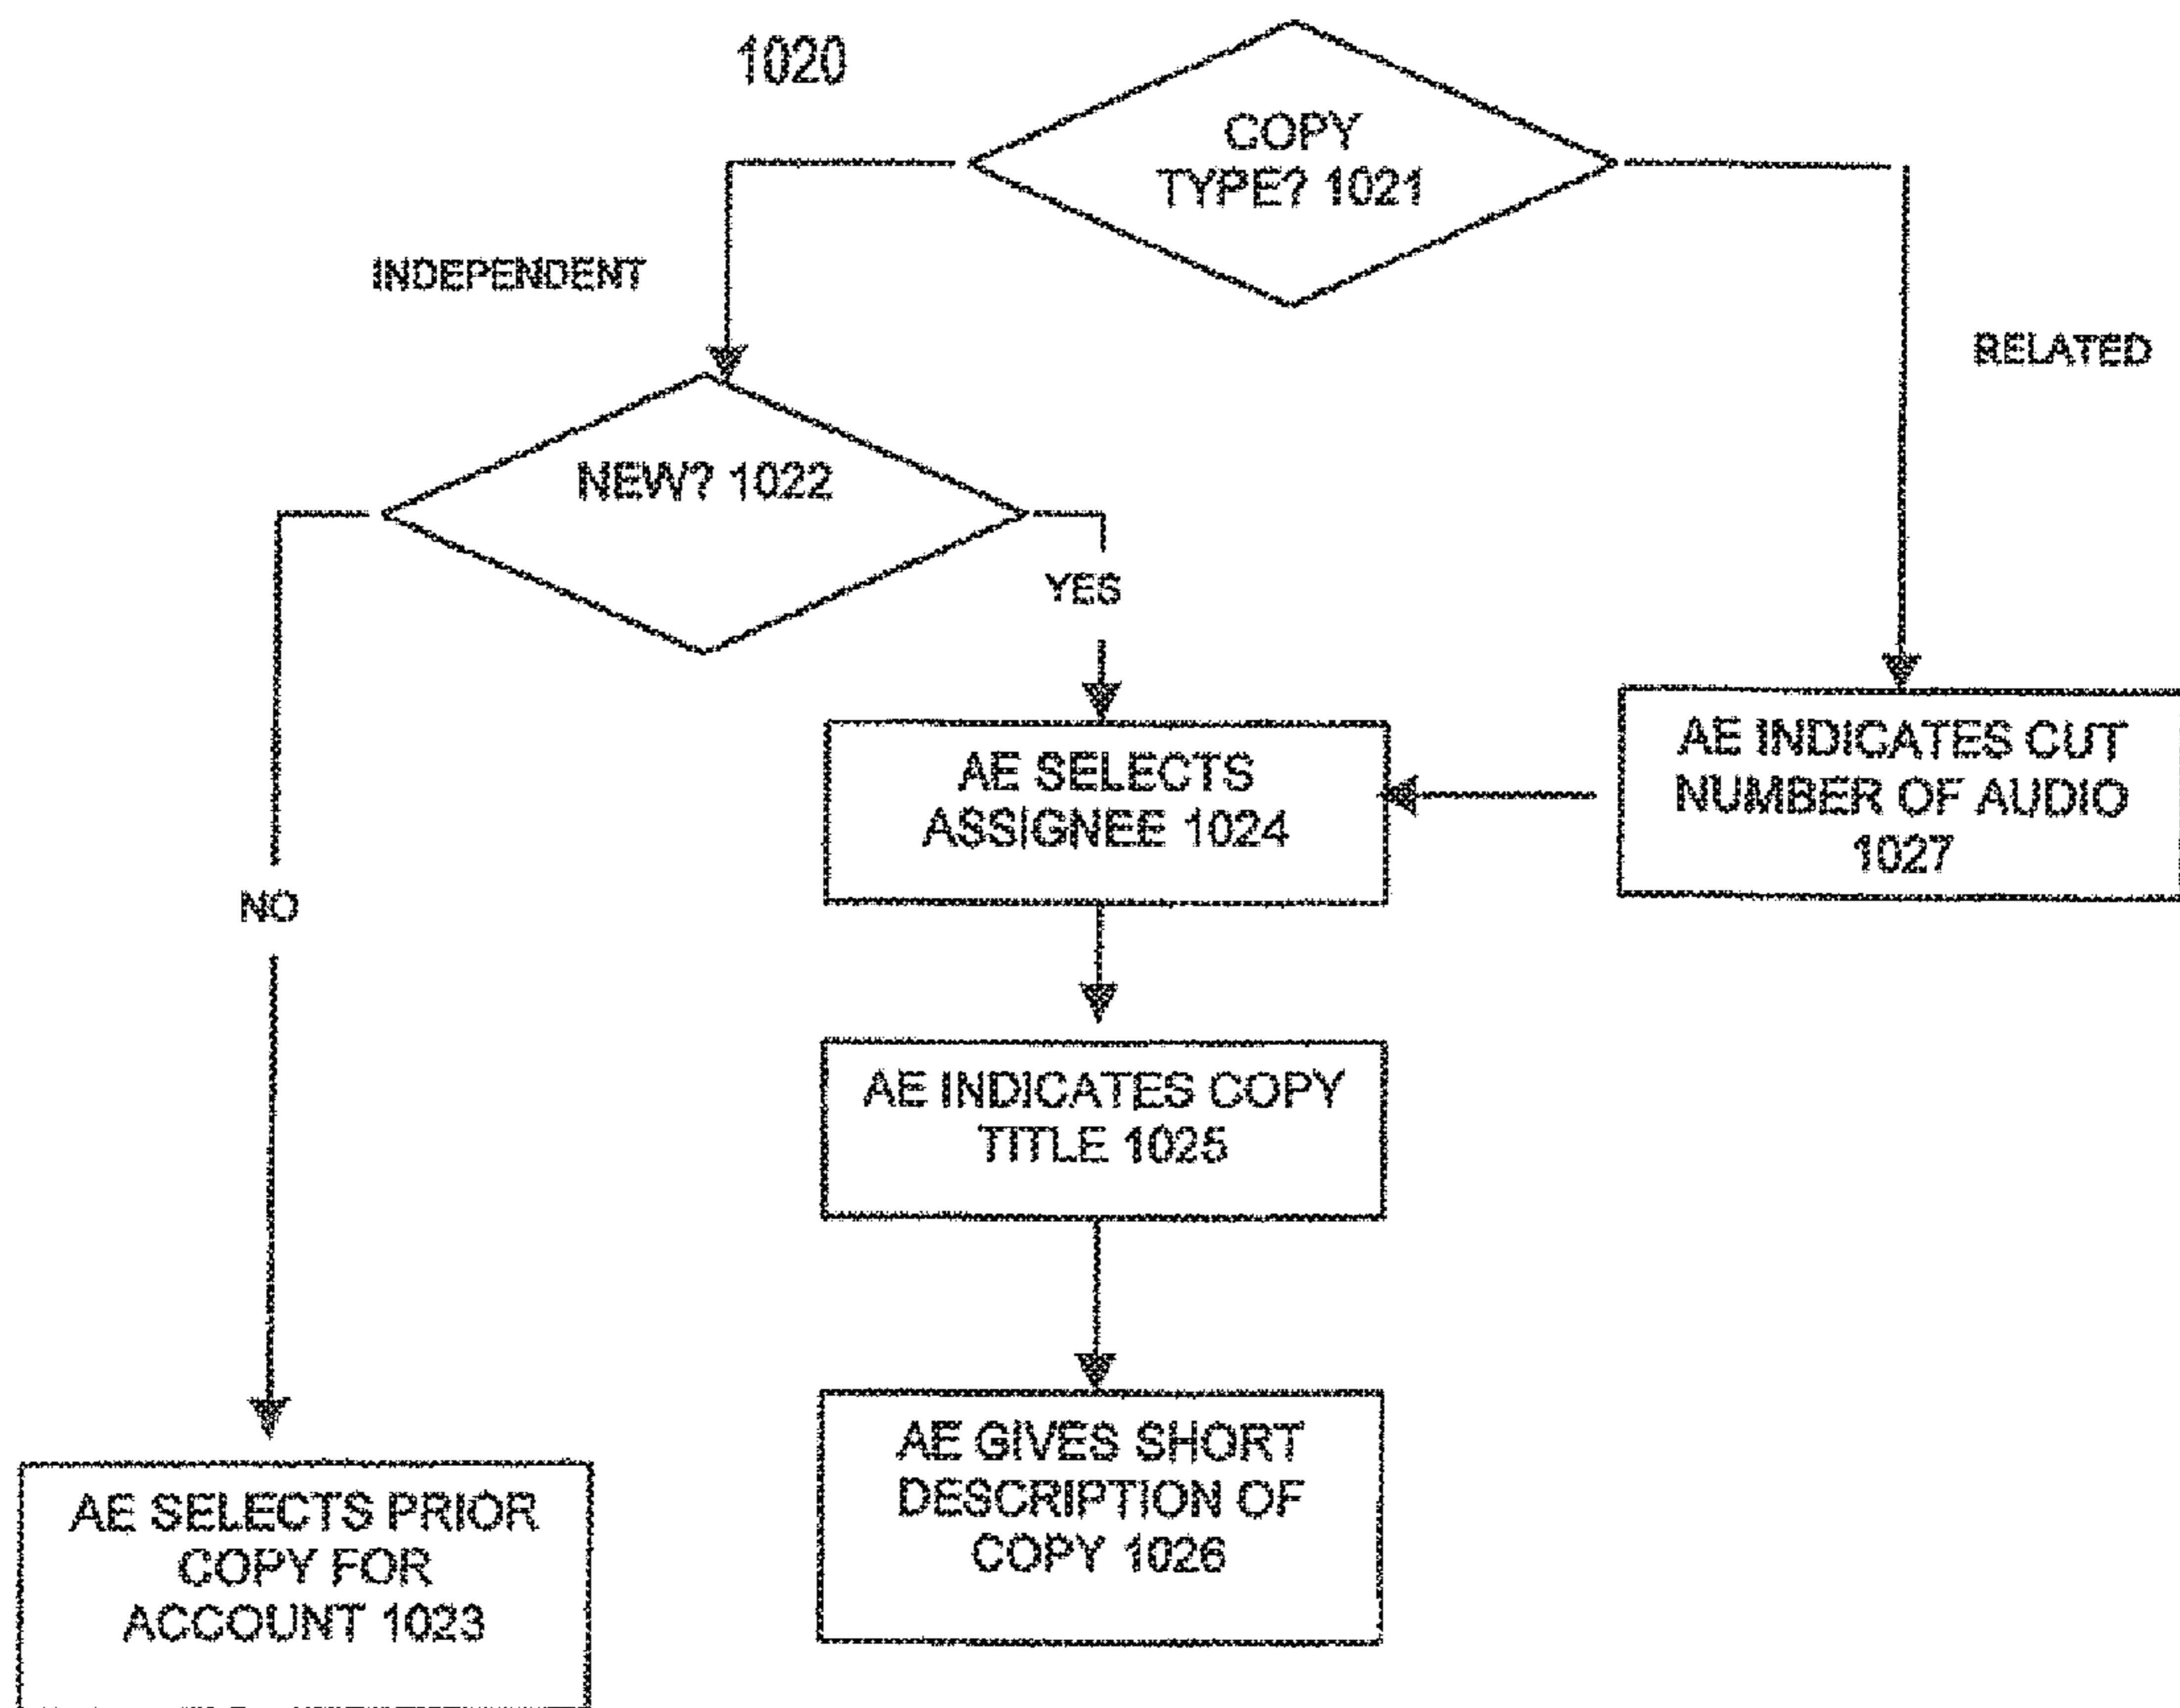 1020
COPY
TYPE? 1021
INDEPENDENT
RELATED
NEW? 1022
YES
AE SELECTS
ASSIGNEE 1024
AE INDICATES CUT
NUMBER OF AUDIO
1027
NO
AE INDICATES COPY
TITLE 1025
AE GIVES SHORT
DESCRIPTION OF
COPY 1026
AE SELECTS PRIOR
COPY FOR
ACCOUNT 1023